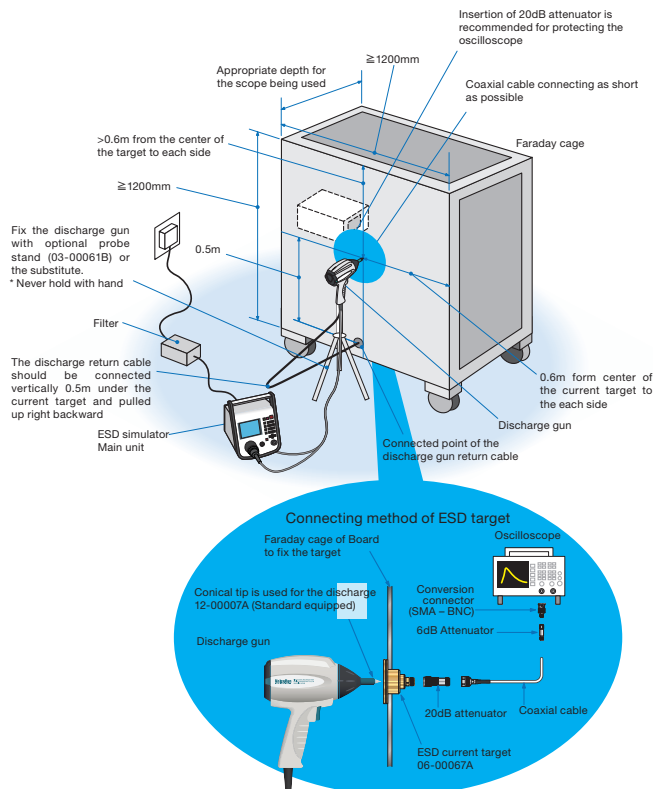 Insertion of 20dB attenuator is
recommended for protecting the
oscilloscope
≧1200mm
Appropriate depth for
the scope being used
Coaxial cable connecting as short
as possible
>0.6m from the center of
the target to each side
Faraday cage
≧1200mm
Fix the discharge gun
with optional probe
stand (03-00061B) or
the substitute.
* Never hold with hand
0.5m
Filter
The discharge return cable
should be connected
vertically 0.5m under the
current target and pulled
up right backward
0.6m form center of
the current target to
the each side
Discharge gun
ESD simulator
Main unit
Connected point of the
discharge gun return cable
Connecting method of ESD target
Oscilloscope
Faraday cage of Board
to fix the target
Conical tip is used for the discharge
12-00007A (Standard equipped)
Conversion
connector
(SMA – BNC)
6dB Attenuator
Discharge gun
20dB attenuator
Coaxial cable
ESD current target
06-00067A